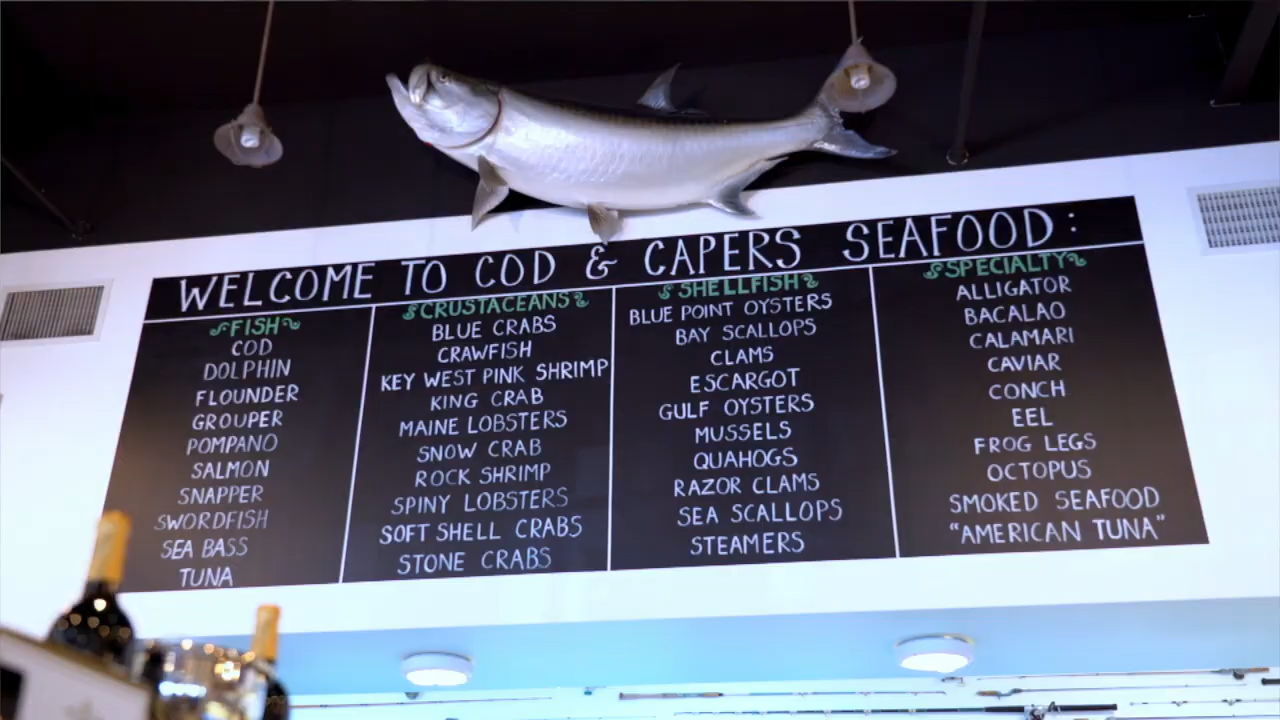 WELCOME TO COD & CAPERS SEAFOOD:
FISH
COD
DOLPHIN
FLOUNDER
GROUPER
POMPANO
SALMON
SNAPPER
SWORDFISH
SEA BASS
TUNA
CRUSTACEANS
BLUE CRABS
CRAWFISH
KEY WEST PINK SHRIMP
KING CRAB
MAINE LOBSTERS
SNOW CRAB
ROCK SHRIMP
SPINY LOBSTERS
SOFT SHELL CRABS
STONE CRABS
SHELLFISH
BLUE POINT OYSTERS
BAY SCALLOPS
CLAMS
ESCARGOT
GULF OYSTERS
MUSSELS
QUAHOGS
RAZOR CLAMS
SEA SCALLOPS
STEAMERS
SPECIALTY
ALLIGATOR
BACALAO
CALAMARI
CAVIAR
CONCH
EEL
FROG LEGS
OCTOPUS
SMOKED SEAFOOD
"AMERICAN TUNA"